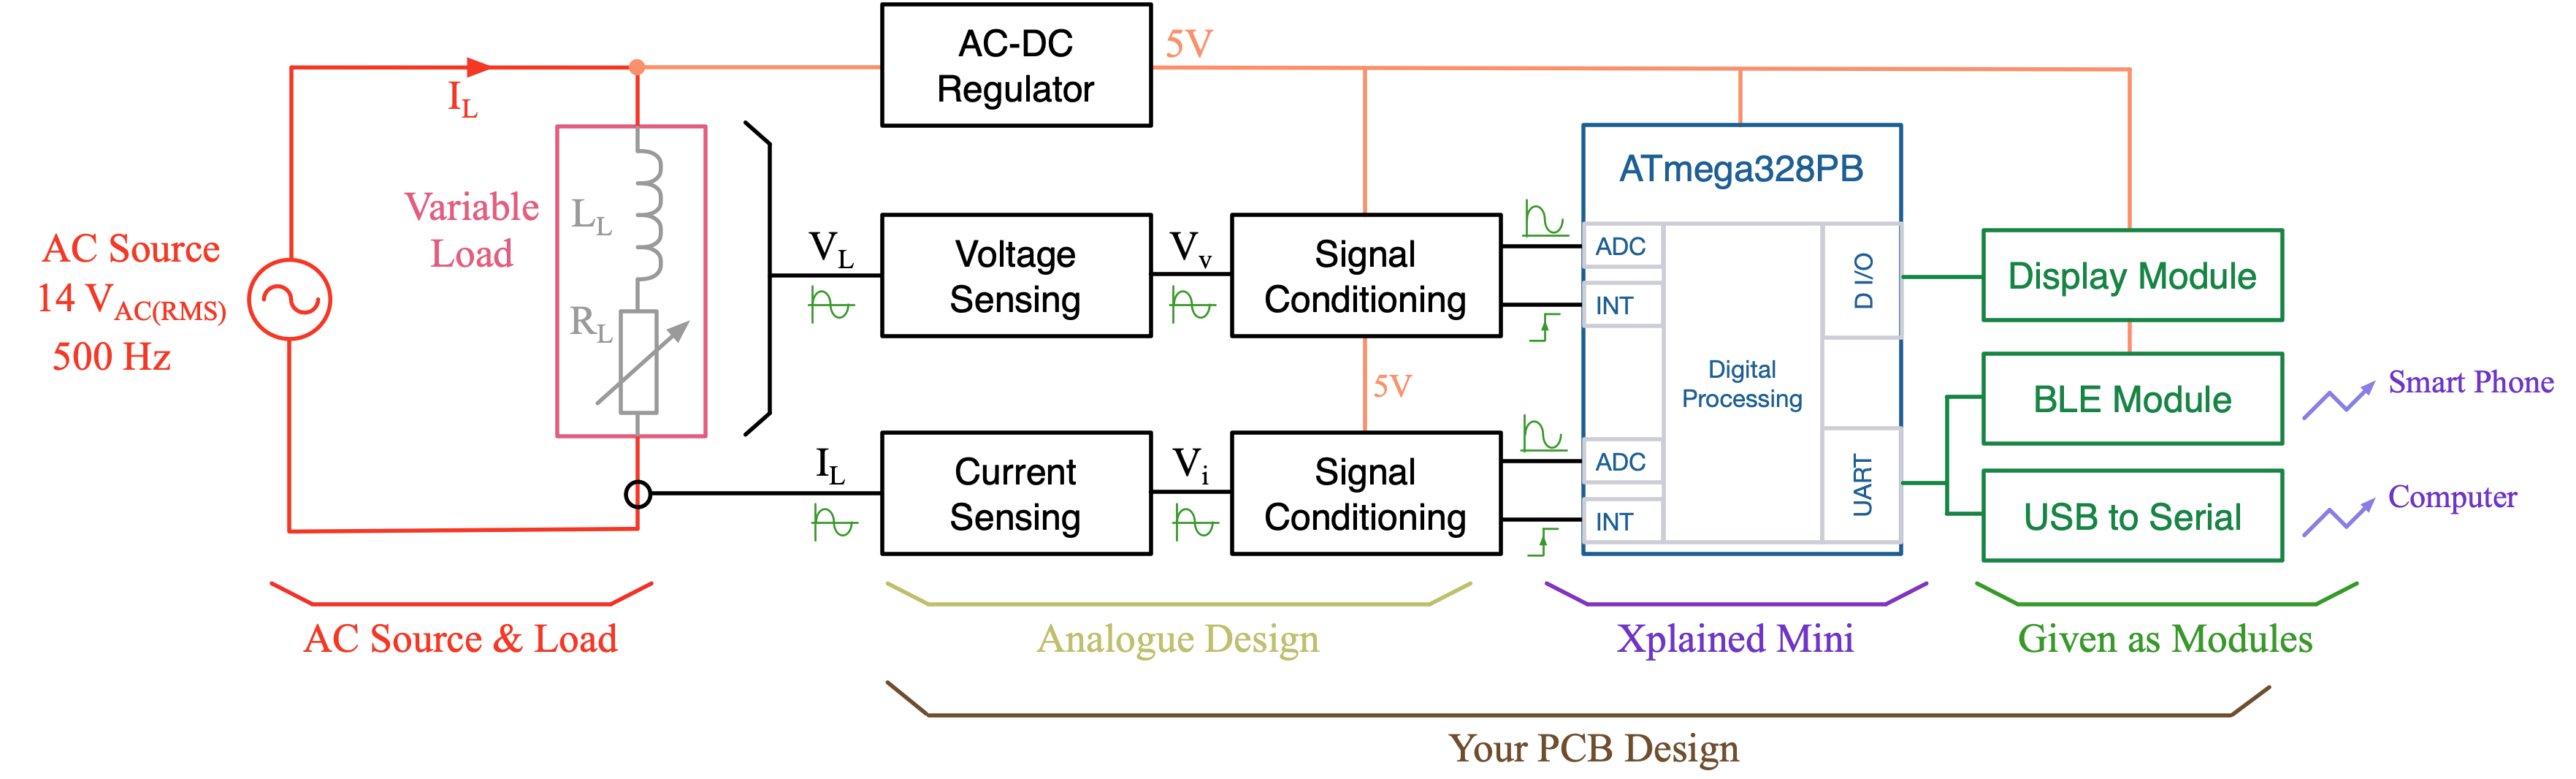 AC-DC
Regulator
5V
I_L
AC Source
14 V_AC(RMS)
500 Hz
Variable
Load
L_L
R_L
V_L
Voltage
Sensing
V_v
Signal
Conditioning
5V
I_L
Current
Sensing
V_i
Signal
Conditioning
ATmega328PB
ADC
INT
ADC
INT
Digital
Processing
D I/O
UART
Display Module
BLE Module
USB to Serial
Smart Phone
Computer
AC Source & Load
Analogue Design
Xplained Mini
Given as Modules
Your PCB Design